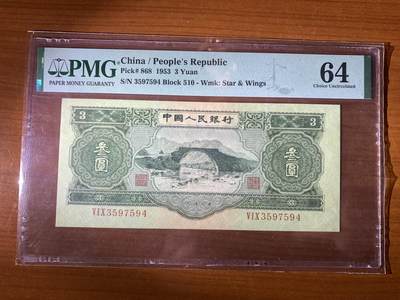 PMG
PAPER MONEY GUARANTY
China / People's Republic
Pick# 868 1953 3 Yuan
S/N 3597594 Block 510 - Wmk: Star & Wings
64
Choice Uncirculated
3 中國人民銀行 3
叁圓 叁圓
VIX3597594 VIX3597594